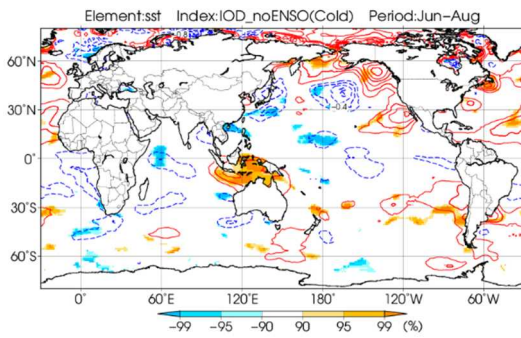 Element:sst Index:IOD_noENSO(Cold) Period:Jun-Aug
60°N
30°N
0°
30°S
60°S
0° 60°E 120°E 180° 120°W 60°W
-99 -95 -90 90 95 99 (%)